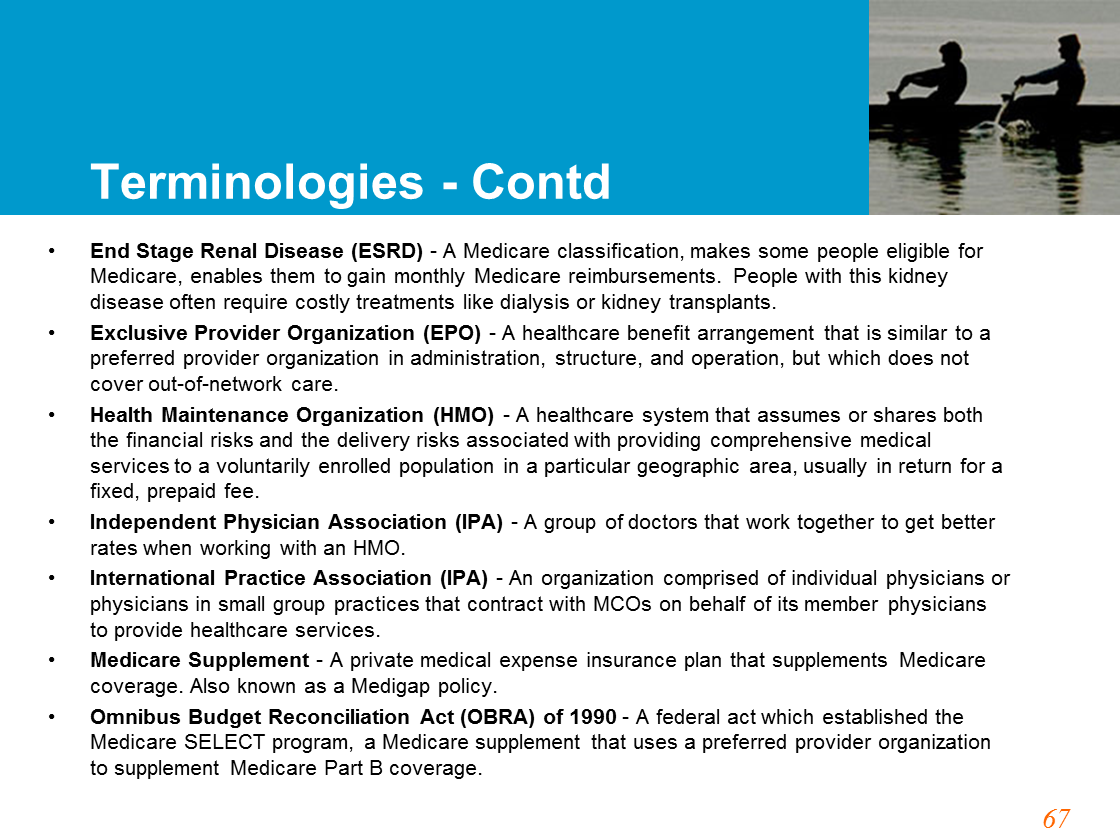 Terminologies - Contd
• End Stage Renal Disease (ESRD) - A Medicare classification, makes some people eligible for
Medicare, enables them to gain monthly Medicare reimbursements. People with this kidney
disease often require costly treatments like dialysis or kidney transplants.
• Exclusive Provider Organization (EPO) - A healthcare benefit arrangement that is similar to a
preferred provider organization in administration, structure, and operation, but which does not
cover out-of-network care.
• Health Maintenance Organization (HMO) - A healthcare system that assumes or shares both
the financial risks and the delivery risks associated with providing comprehensive medical
services to a voluntarily enrolled population in a particular geographic area, usually in return for a
fixed, prepaid fee.
• Independent Physician Association (IPA) - A group of doctors that work together to get better
rates when working with an HMO.
• International Practice Association (IPA) - An organization comprised of individual physicians or
physicians in small group practices that contract with MCOs on behalf of its member physicians
to provide healthcare services.
• Medicare Supplement - A private medical expense insurance plan that supplements Medicare
coverage. Also known as a Medigap policy.
• Omnibus Budget Reconciliation Act (OBRA) of 1990 - A federal act which established the
Medicare SELECT program, a Medicare supplement that uses a preferred provider organization
to supplement Medicare Part B coverage.
67